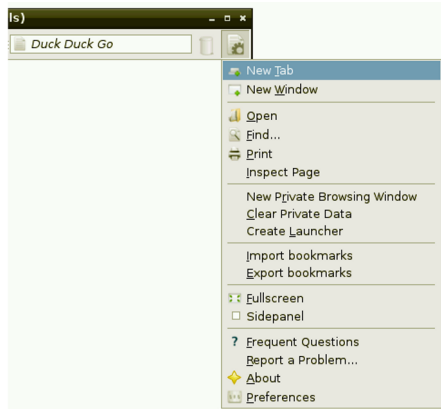 ls)
Duck Duck Go
New Tab
New Window
Open
Find...
Print
Inspect Page
New Private Browsing Window
Clear Private Data
Create Launcher
Import bookmarks
Export bookmarks
Fullscreen
Sidepanel
? Frequent Questions
Report a Problem...
About
Preferences